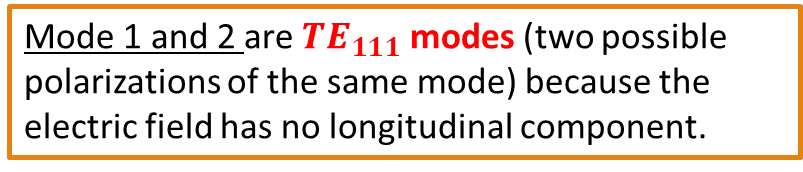 Mode 1 and 2 are TE₁₁₁ modes (two possible
polarizations of the same mode) because the
electric field has no longitudinal component.